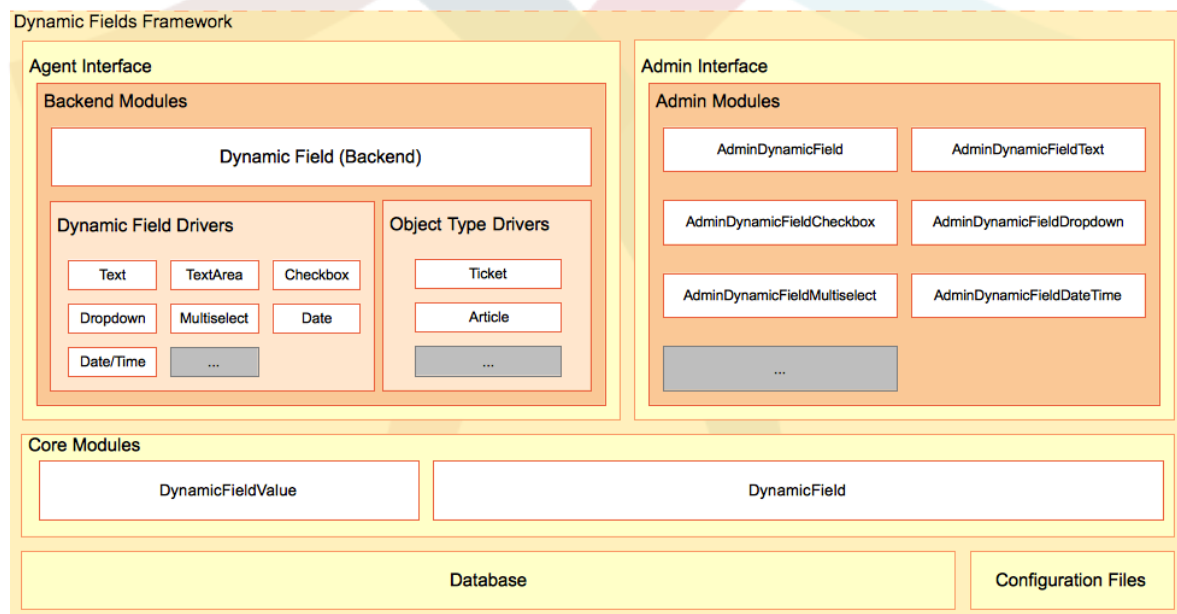 Dynamic Fields Framework
Agent Interface
Backend Modules
Dynamic Field (Backend)
Dynamic Field Drivers
Text
TextArea
Checkbox
Dropdown
Multiselect
Date
Date/Time
...
Object Type Drivers
Ticket
Article
...
Admin Interface
Admin Modules
AdminDynamicField
AdminDynamicFieldText
AdminDynamicFieldCheckbox
AdminDynamicFieldDropdown
AdminDynamicFieldMultiselect
AdminDynamicFieldDateTime
...
Core Modules
DynamicFieldValue
DynamicField
Database
Configuration Files